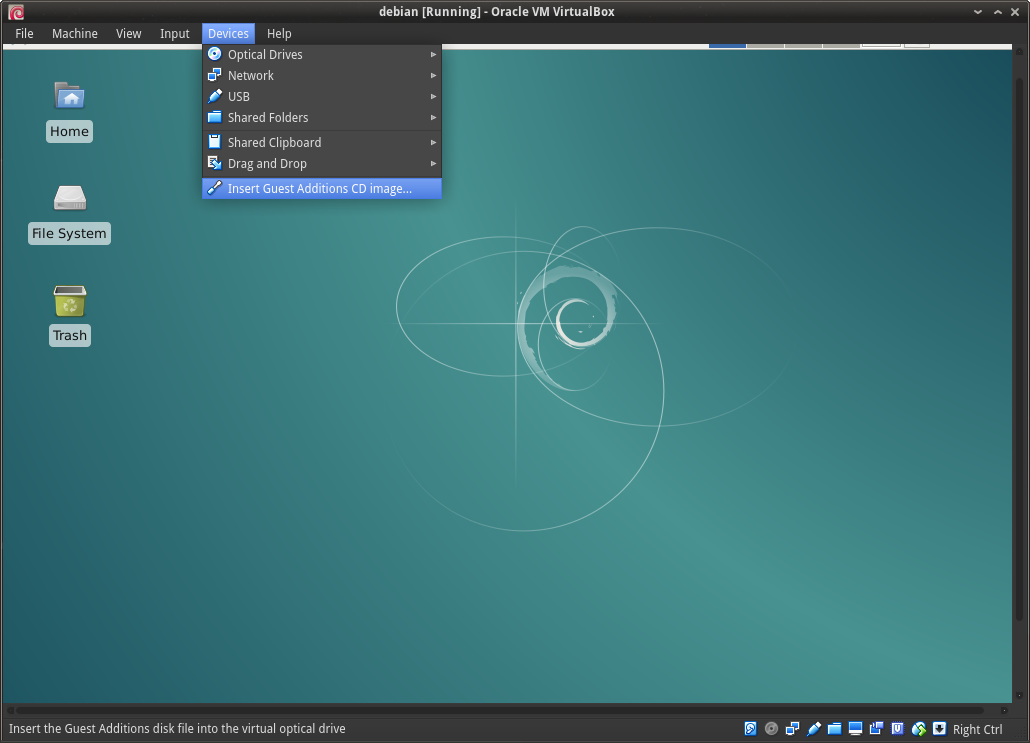 debian [Running] - Oracle VM VirtualBox
File Machine View Input Devices Help
Optical Drives
Network
USB
Shared Folders
Shared Clipboard
Drag and Drop
Insert Guest Additions CD image...
Home
File System
Trash
Insert the Guest Additions disk file into the virtual optical drive
Right Ctrl